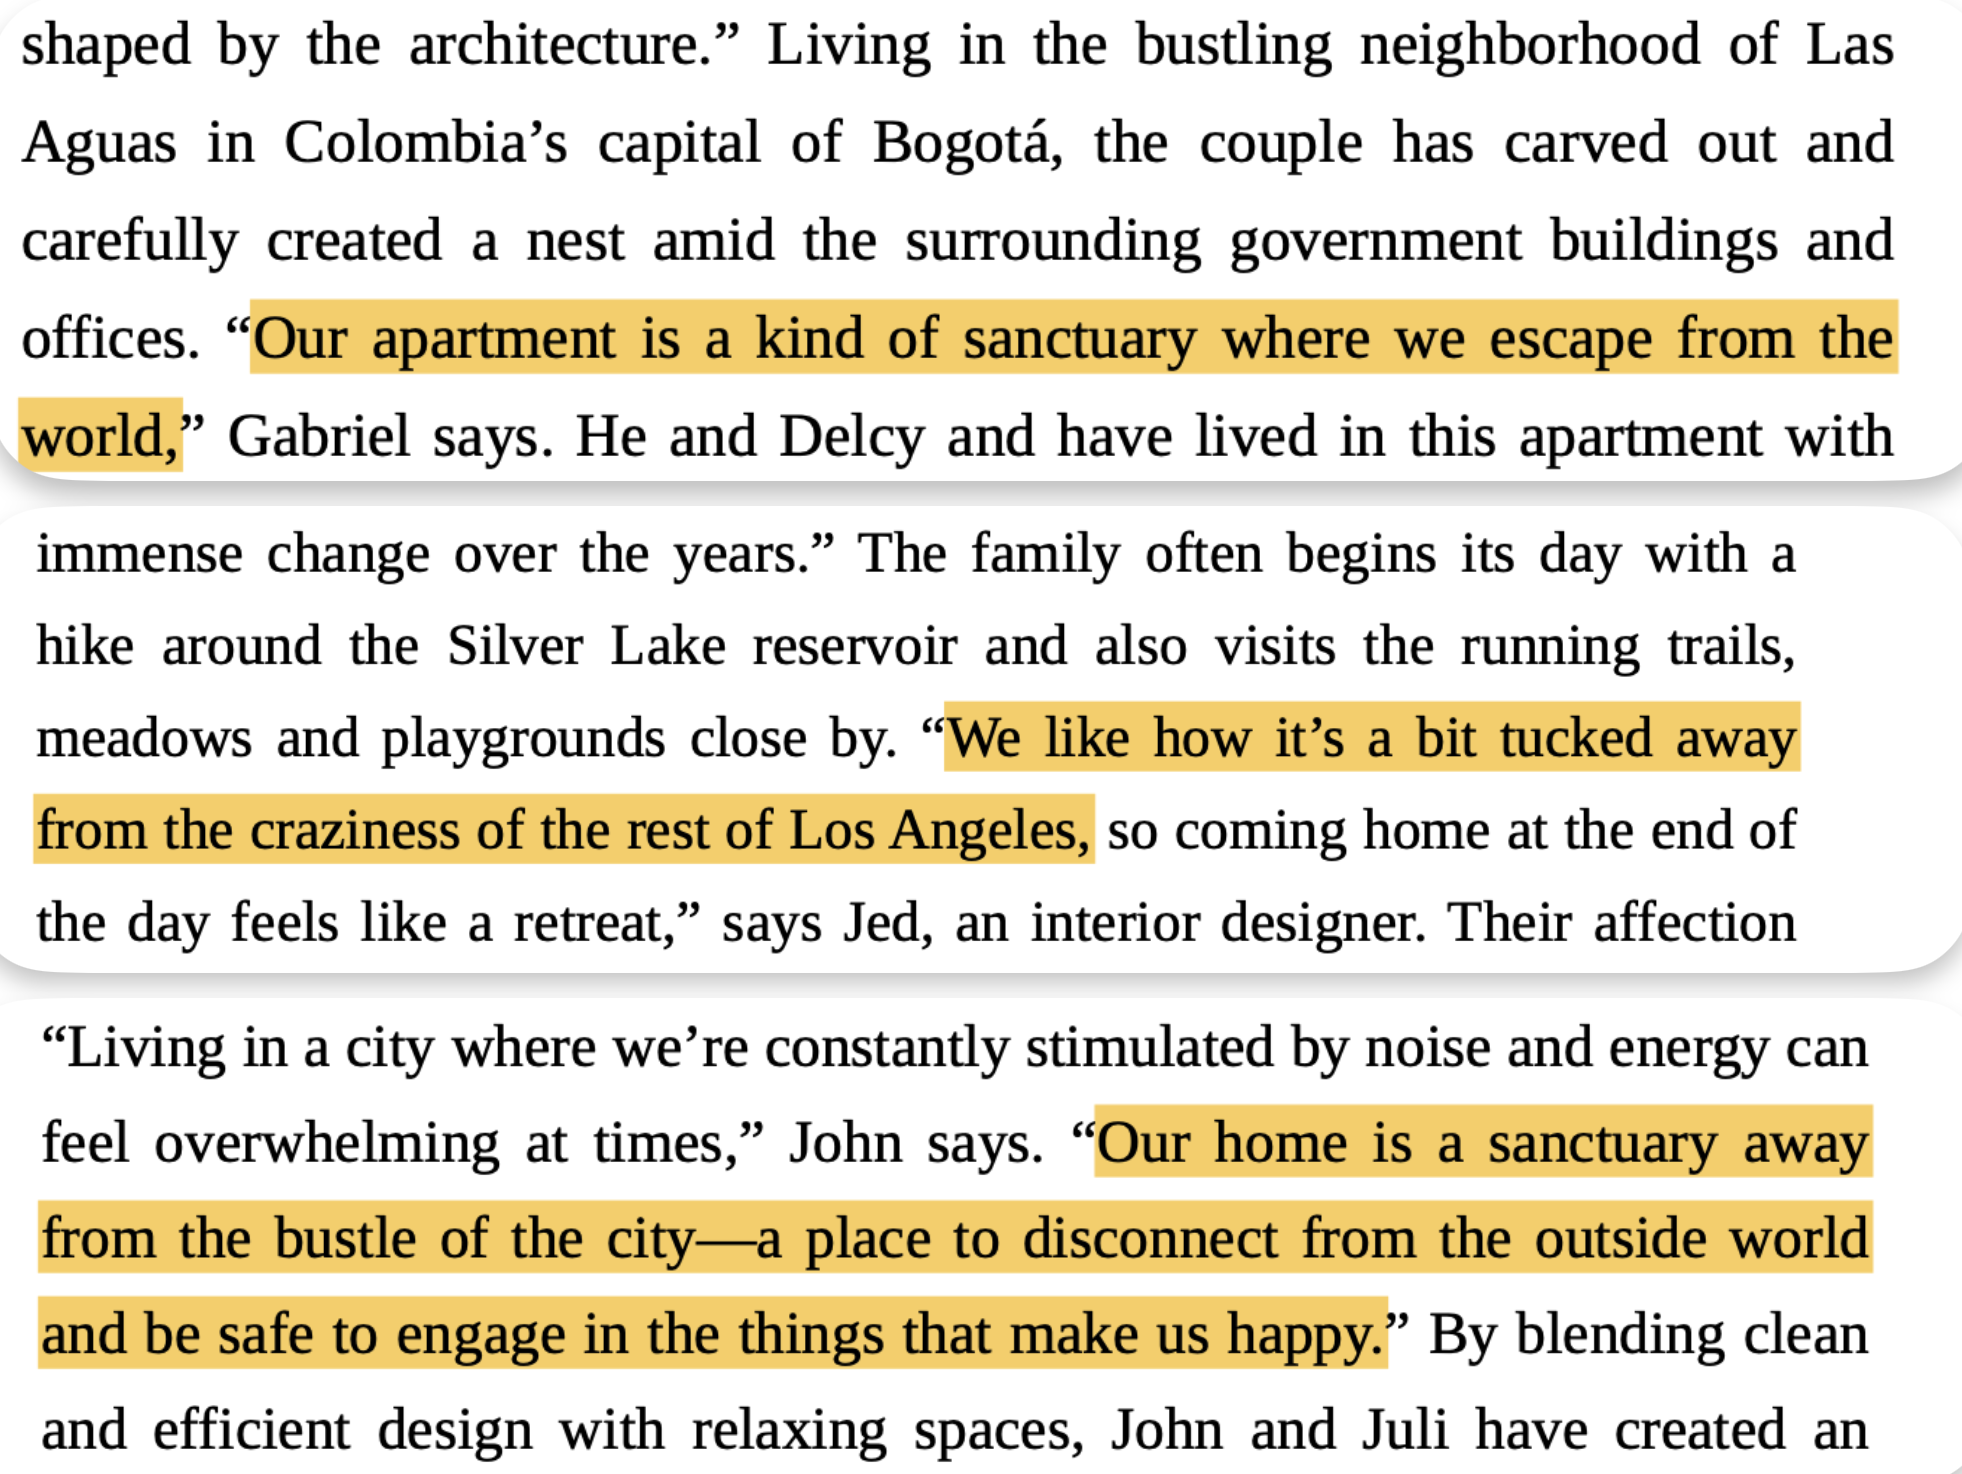 shaped by the architecture.” Living in the bustling neighborhood of Las
Aguas in Colombia’s capital of Bogotá, the couple has carved out and
carefully created a nest amid the surrounding government buildings and
offices. “Our apartment is a kind of sanctuary where we escape from the
world,” Gabriel says. He and Delcy and have lived in this apartment with
immense change over the years.” The family often begins its day with a
hike around the Silver Lake reservoir and also visits the running trails,
meadows and playgrounds close by. “We like how it’s a bit tucked away
from the craziness of the rest of Los Angeles, so coming home at the end of
the day feels like a retreat,” says Jed, an interior designer. Their affection
“Living in a city where we’re constantly stimulated by noise and energy can
feel overwhelming at times,” John says. “Our home is a sanctuary away
from the bustle of the city—a place to disconnect from the outside world
and be safe to engage in the things that make us happy.” By blending clean
and efficient design with relaxing spaces, John and Juli have created an